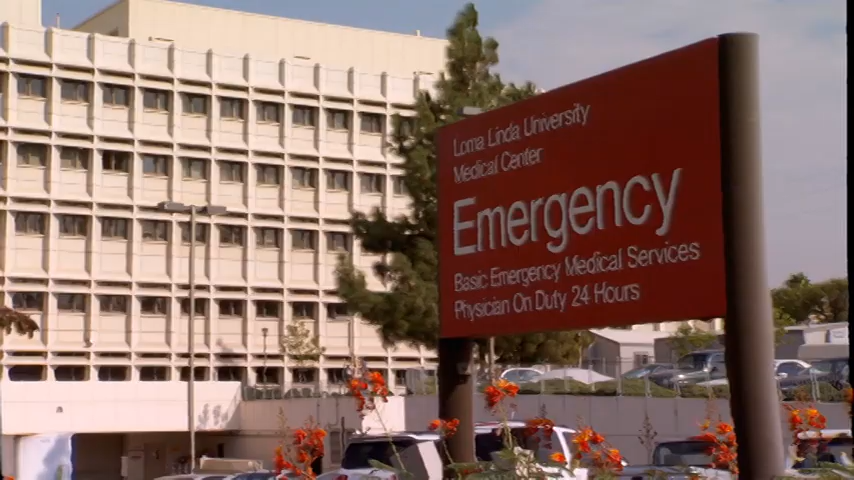 Loma Linda University
Medical Center
Emergency
Basic Emergency Medical Services
Physician On Duty 24 Hours